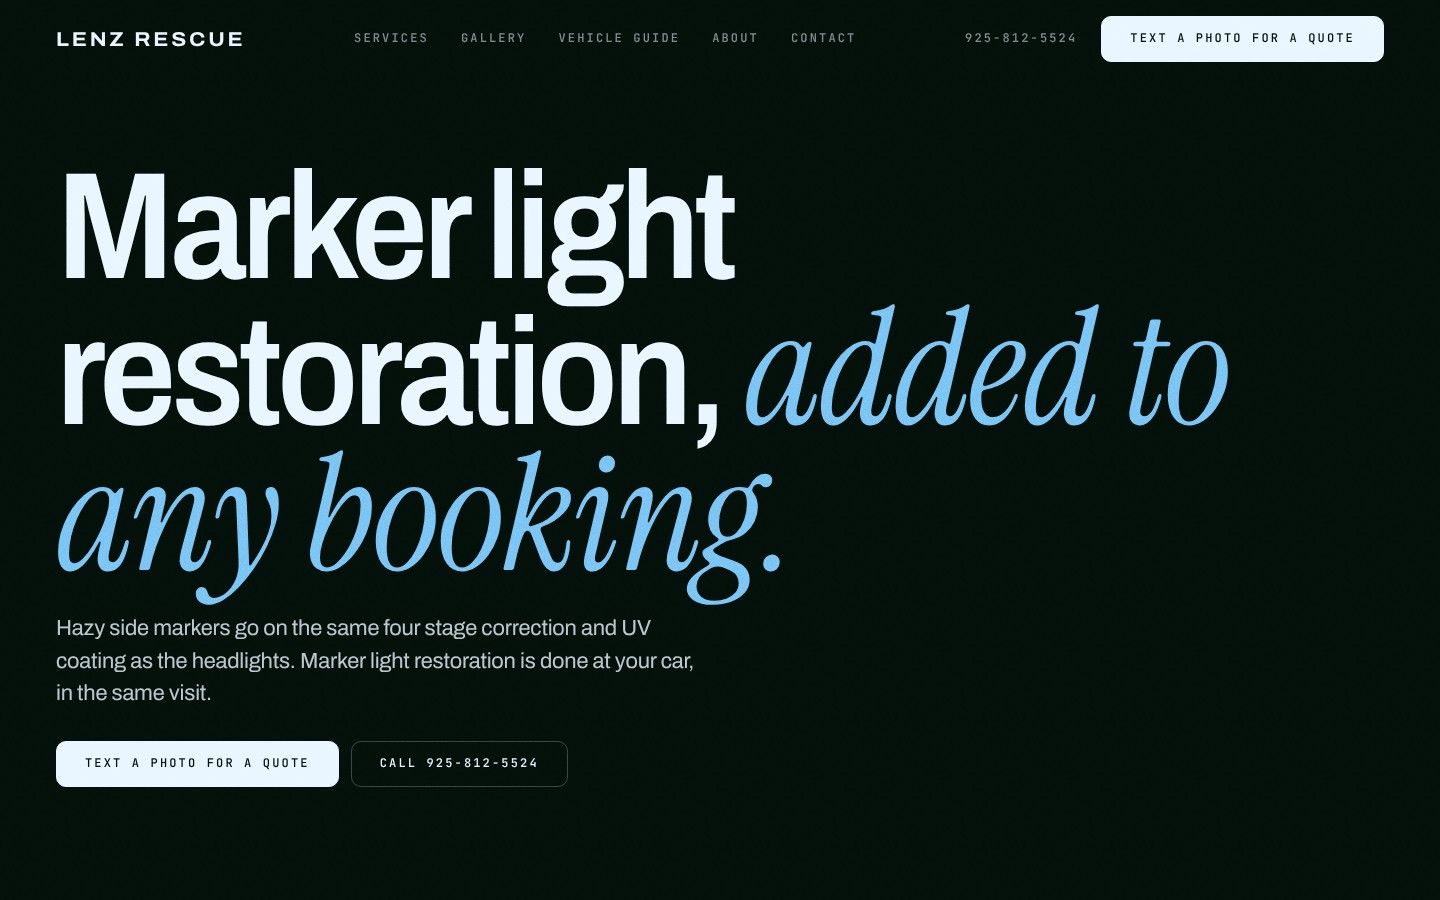 LENZ RESCUE
SERVICES GALLERY VEHICLE GUIDE ABOUT CONTACT
925-812-5524
TEXT A PHOTO FOR A QUOTE
Marker light
restoration, added to
any booking.
Hazy side markers go on the same four stage correction and UV
coating as the headlights. Marker light restoration is done at your car,
in the same visit.
TEXT A PHOTO FOR A QUOTE
CALL 925-812-5524